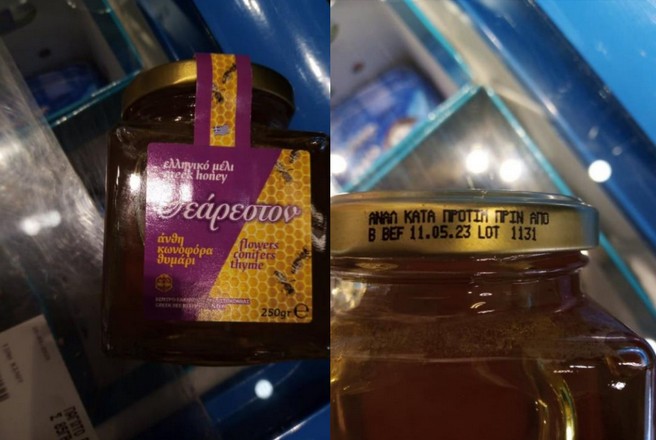 ελληνικό μέλι
greek honey
Θεάρεστον
άνθη
κωνοφόρα
θυμάρι
flowers
conifers
thyme
250gr e
ΑΝΑΛ ΚΑΤΑ ΠΡΟΤΙΜ ΠΡΙΝ ΑΠΟ
B BEF 11.05.23 LOT 1131
ΠΑΓΩΤΟ